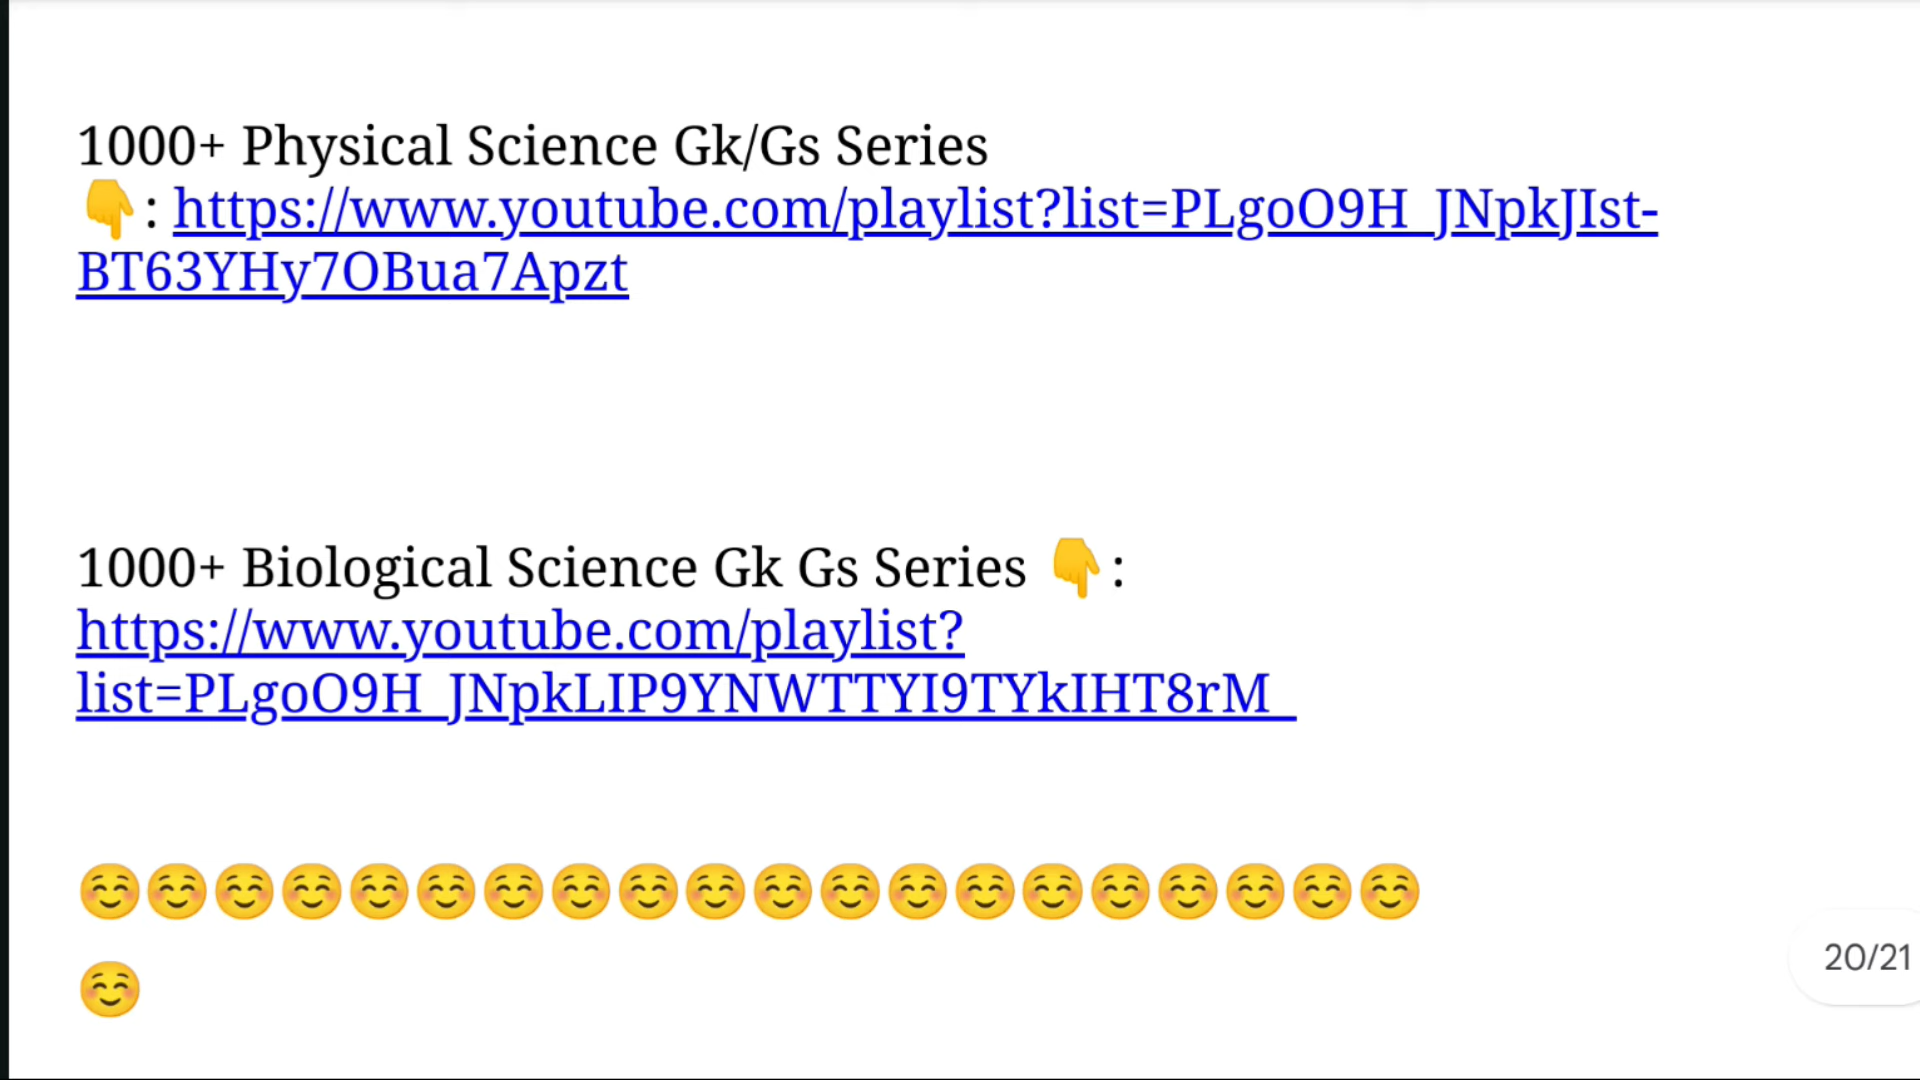 1000+ Physical Science Gk/Gs Series
👇: https://www.youtube.com/playlist?list=PLgoO9H_JNpkJIst-
BT63YHy7OBua7Apzt
1000+ Biological Science Gk Gs Series 👇:
https://www.youtube.com/playlist?
list=PLgoO9H_JNpkLIP9YNWTTYI9TYkIHT8rM_
☺️☺️☺️☺️☺️☺️☺️☺️☺️☺️☺️☺️☺️☺️☺️☺️☺️☺️☺️☺️
☺️
20/21